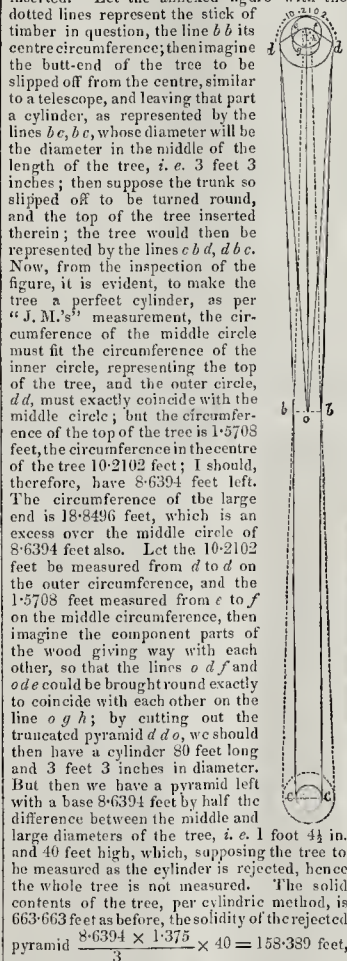 dotted lines represent the stick of
timber in question, the line b b its
centre circumference; then imagine
the butt-end of the tree to be
slipped off from the centre, similar
to a telescope, and leaving that part
a cylinder, as represented by the
lines b c, b c, whose diameter will be
the diameter in the middle of the
length of the tree, i. e. 3 feet 3
inches; then suppose the trunk so
slipped off to be turned round,
and the top of the tree inserted
therein; the tree would then be
represented by the lines c b d, d b c.
Now, from the inspection of the
figure, it is evident, to make the
tree a perfect cylinder, as per
"J. M.'s" measurement, the cir-
cumference of the middle circle
must fit the circumference of the
inner circle, representing the top
of the tree, and the outer circle,
d d, must exactly coincide with the
middle circle; but the circumfer-
ence of the top of the tree is 1·5708
feet, the circumference in the centre
of the tree 10·2102 feet; I should,
therefore, have 8·6394 feet left.
The circumference of the large
end is 18·8496 feet, which is an
excess over the middle circle of
8·6394 feet also. Let the 10·2102
feet be measured from d to d on
the outer circumference, and the
1·5708 feet measured from e to f
on the middle circumference, then
imagine the component parts of
the wood giving way with each
other, so that the lines o d f and
o d e could be brought round exactly
to coincide with each other on the
line o g h; by cutting out the
truncated pyramid d d o, we should
then have a cylinder 80 feet long
and 3 feet 3 inches in diameter.
But then we have a pyramid left
with a base 8·6394 feet by half the
difference between the middle and
large diameters of the tree, i. e. 1 foot 4½ in.
and 40 feet high, which, supposing the tree to
be measured as the cylinder is rejected, hence
the whole tree is not measured. The solid
contents of the tree, per cylindric method, is
663·663 feet as before, the solidity of the rejected
pyramid 8·6394 × 1·375 / 3 × 40 = 158·389 feet,
10·2102
d d
b b
o
c c